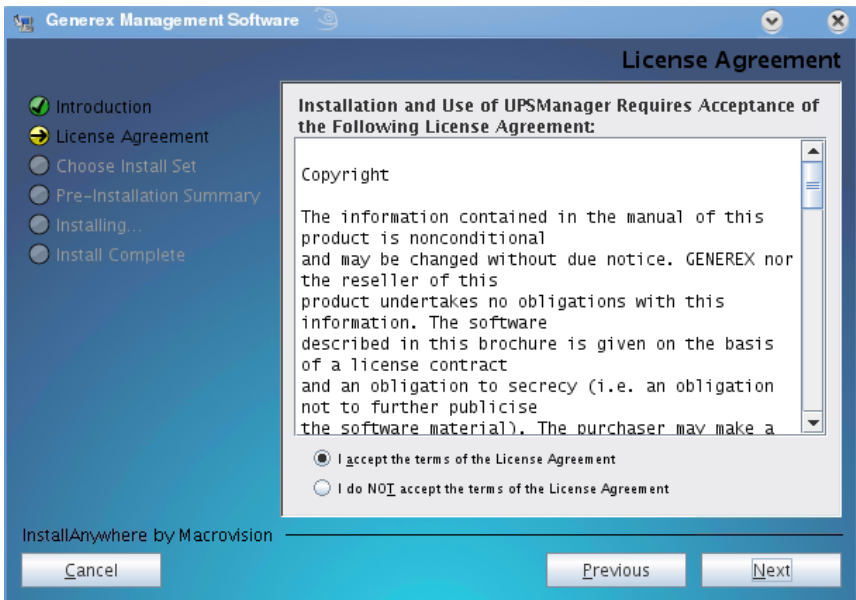 Generex Management Software
License Agreement
Introduction
License Agreement
Choose Install Set
Pre-Installation Summary
Installing...
Install Complete
Installation and Use of UPSManager Requires Acceptance of
the Following License Agreement:
Copyright
The information contained in the manual of this
product is nonconditional
and may be changed without due notice. GENEREX nor
the reseller of this
product undertakes no obligations with this
information. The software
described in this brochure is given on the basis
of a license contract
and an obligation to secrecy (i.e. an obligation
not to further publicise
the software material). The purchaser may make a
I accept the terms of the License Agreement
I do NOT accept the terms of the License Agreement
InstallAnywhere by Macrovision
Cancel
Previous
Next